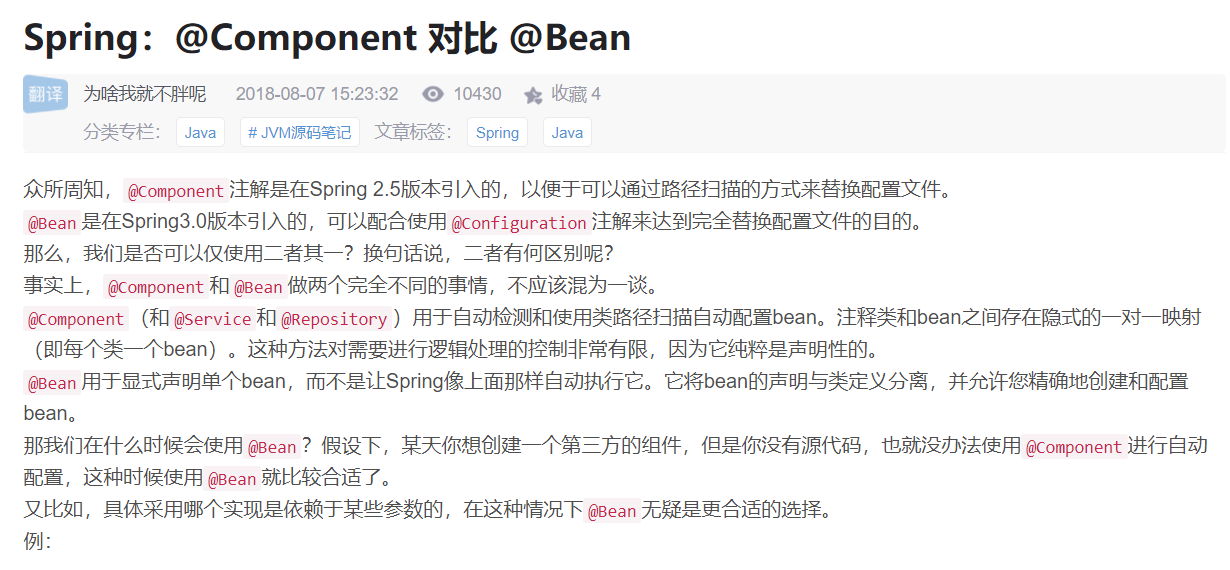 Spring：@Component 对比 @Bean
翻译 为啥我就不胖呢 2018-08-07 15:23:32 10430 收藏 4
分类专栏： Java # JVM源码笔记 文章标签： Spring Java
众所周知，@Component注解是在Spring 2.5版本引入的，以便于可以通过路径扫描的方式来替换配置文件。
@Bean是在Spring3.0版本引入的，可以配合使用@Configuration注解来达到完全替换配置文件的目的。
那么，我们是否可以仅使用二者其一？换句话说，二者有何区别呢？
事实上，@Component和@Bean做两个完全不同的事情，不应该混为一谈。
@Component（和@Service和@Repository）用于自动检测和使用类路径扫描自动配置bean。注释类和bean之间存在隐式的一对一映射
（即每个类一个bean）。这种方法对需要进行逻辑处理的控制非常有限，因为它纯粹是声明性的。
@Bean用于显式声明单个bean，而不是让Spring像上面那样自动执行它。它将bean的声明与类定义分离，并允许您精确地创建和配置
bean。
那我们在什么时候会使用@Bean？假设下，某天你想创建一个第三方的组件，但是你没有源代码，也就没办法使用@Component进行自动
配置，这种时候使用@Bean就比较合适了。
又比如，具体采用哪个实现是依赖于某些参数的，在这种情况下@Bean无疑是更合适的选择。
例：